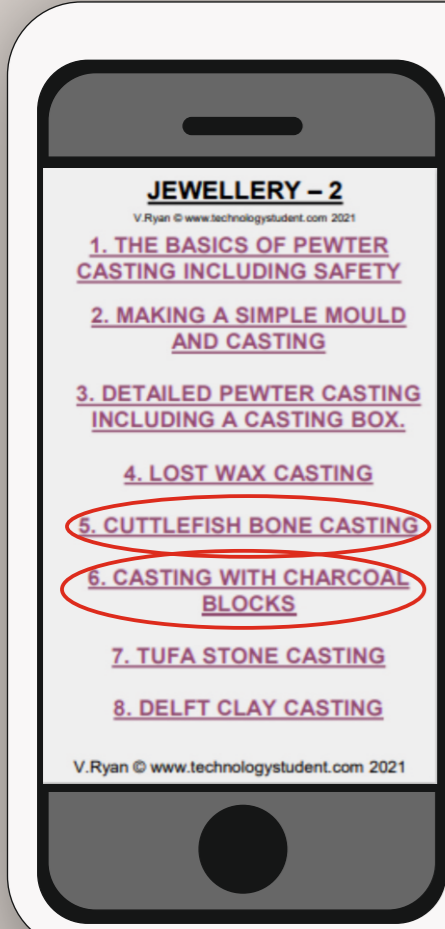 JEWELLERY – 2
V.Ryan © www.technologystudent.com 2021
1. THE BASICS OF PEWTER
CASTING INCLUDING SAFETY
2. MAKING A SIMPLE MOULD
AND CASTING
3. DETAILED PEWTER CASTING
INCLUDING A CASTING BOX.
4. LOST WAX CASTING
5. CUTTLEFISH BONE CASTING
6. CASTING WITH CHARCOAL
BLOCKS
7. TUFA STONE CASTING
8. DELFT CLAY CASTING
V.Ryan © www.technologystudent.com 2021